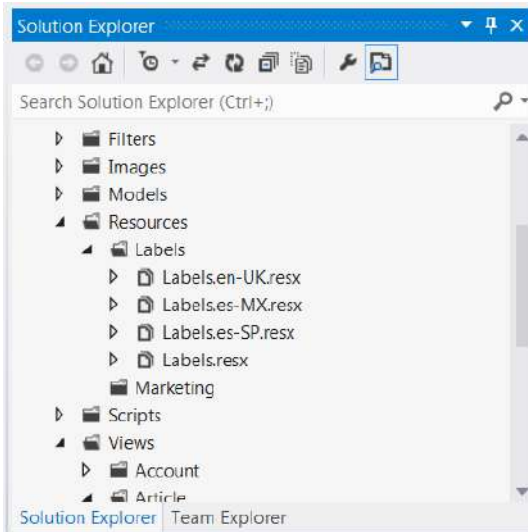 Solution Explorer
Search Solution Explorer (Ctrl+;)
Filters
Images
Models
Resources
Labels
Labels.en-UK.resx
Labels.es-MX.resx
Labels.es-SP.resx
Labels.resx
Marketing
Scripts
Views
Account
Article
Solution Explorer Team Explorer